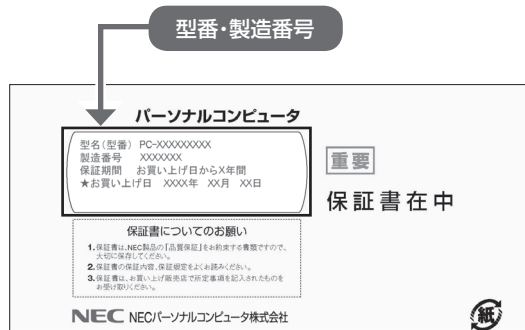 型番・製造番号
パーソナルコンピュータ
型名(型番) PC-XXXXXXXXX
製造番号 XXXXXXX
保証期間 お買い上げ日からX年間
★お買い上げ日 XXXX年 XX月 XX日
重要
保証書在中
保証書についてのお願い
1.保証書は、NEC製品の「品質保証」をお約束する書類ですので、
大切に保存してください。
2.保証書の保証内容、保証規定をよくお読みください。
3.保証書は、お買い上げ販売店で所定事項を記入されたものを
お受け取りください。
NEC NECパーソナルコンピュータ株式会社
紙